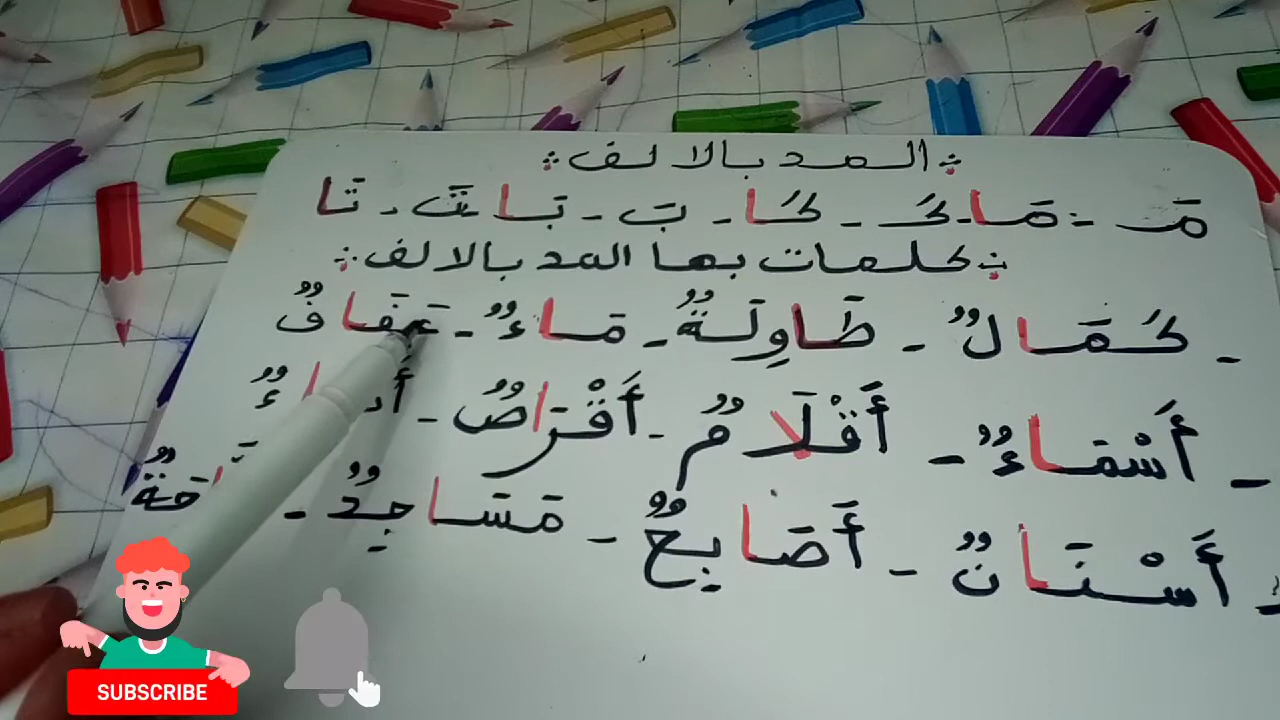 المد بالالف:
مَت - مَا - كَـ - كَا - بَ - بَا - تَ - تَا
كلمات بها المد بالالف:
- كَمَالٌ - طَاوِلَةٌ - مَاءٌ - عَفَافٌ
- أَسْمَاءٌ - أَقْلَامٌ - أَقْرَاصٌ -
أَسْنَانٌ - أَصَابِعٌ - مَسَاجِدٌ -
SUBSCRIBE